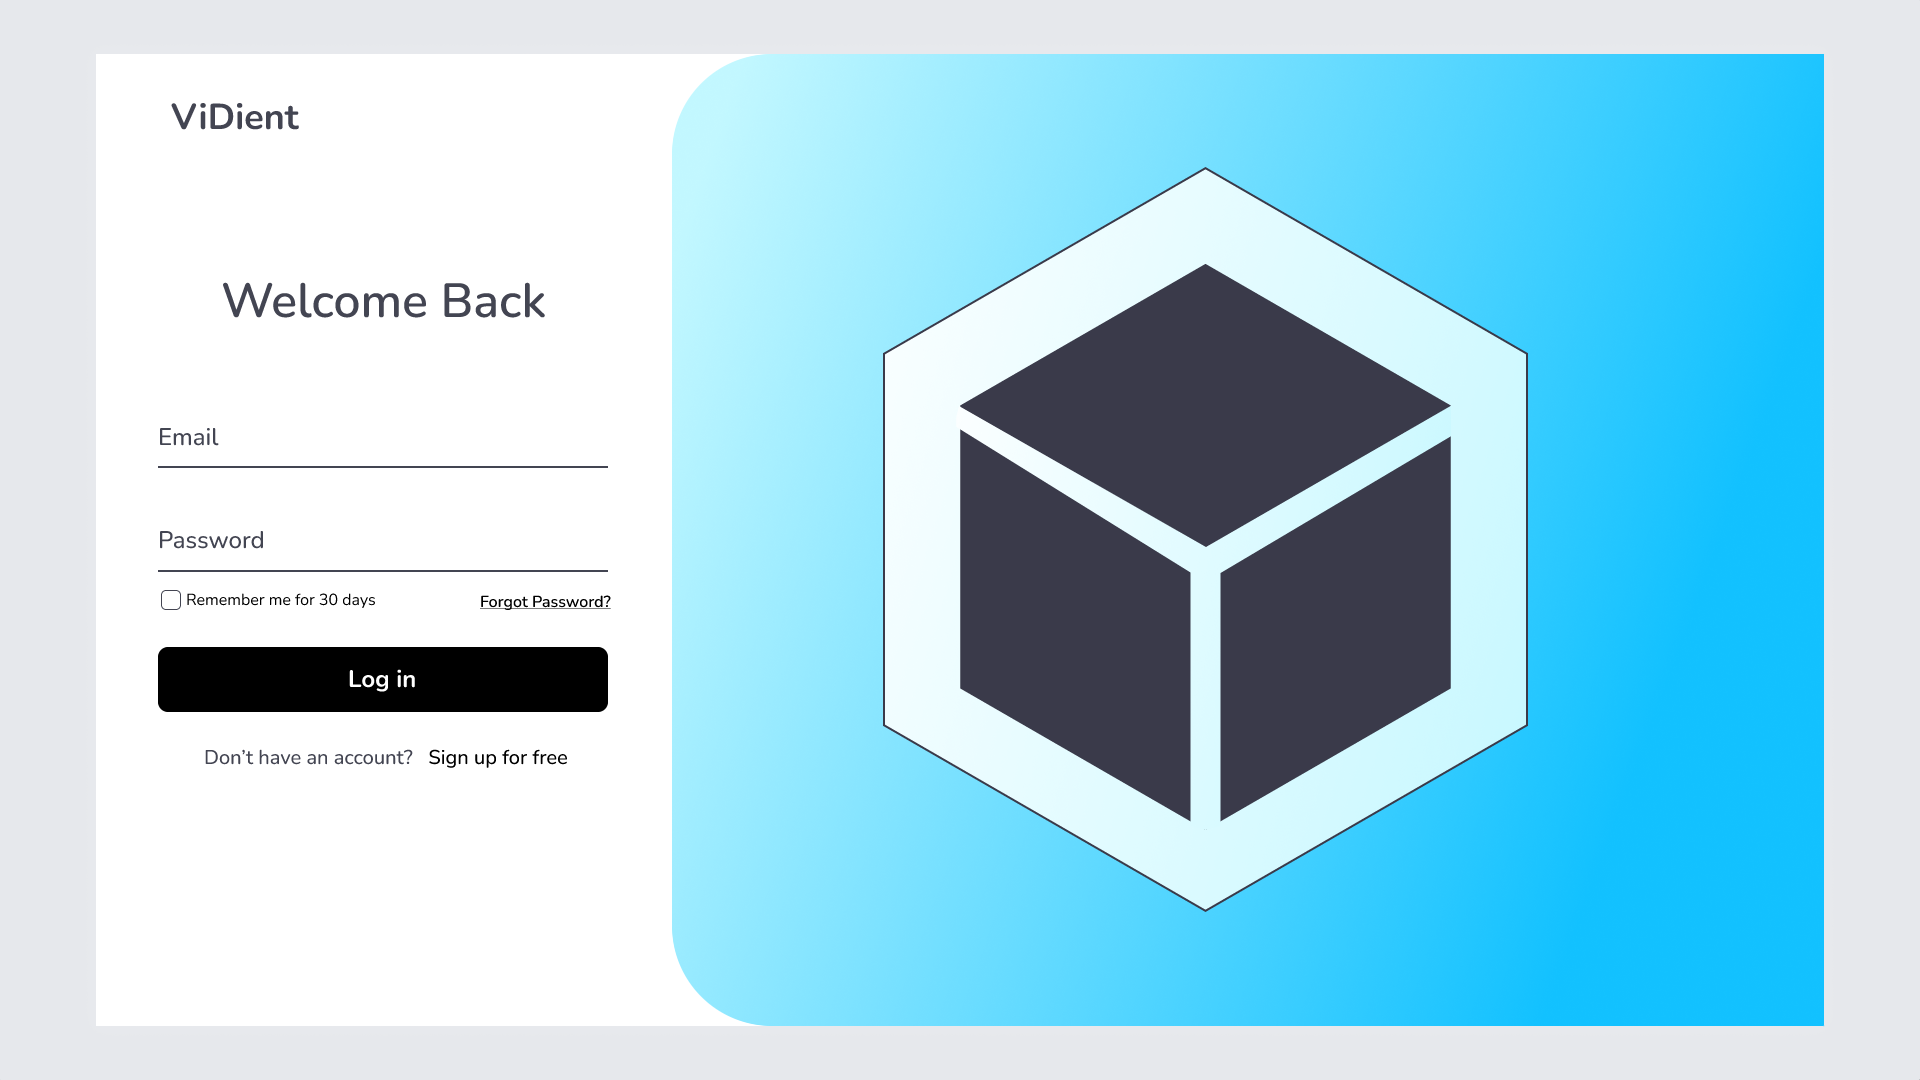 ViDient
Welcome Back
Email
Password
Remember me for 30 days
Forgot Password?
Log in
Don’t have an account? Sign up for free